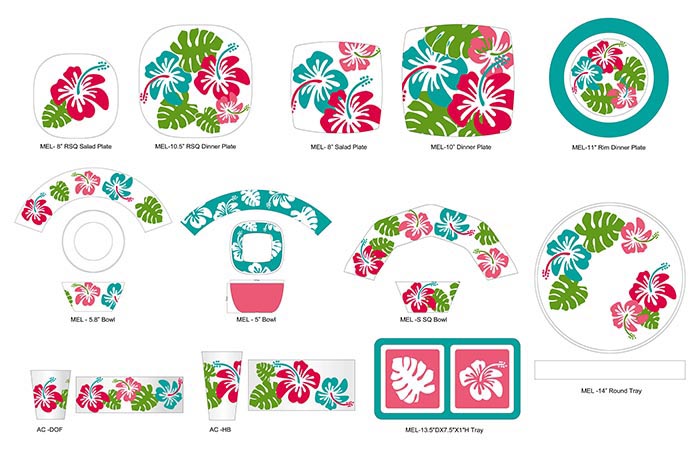 MEL- 8" RSQ Salad Plate
MEL-10.5" RSQ Dinner Plate
MEL- 8" Salad Plate
MEL-10" Dinner Plate
MEL-11" Rim Dinner Plate
MEL - 5.8" Bowl
MEL - 5" Bowl
MEL -S SQ Bowl
MEL -14" Round Tray
AC -DOF
AC -HB
MEL-13.5"DX7.5"X1"H Tray